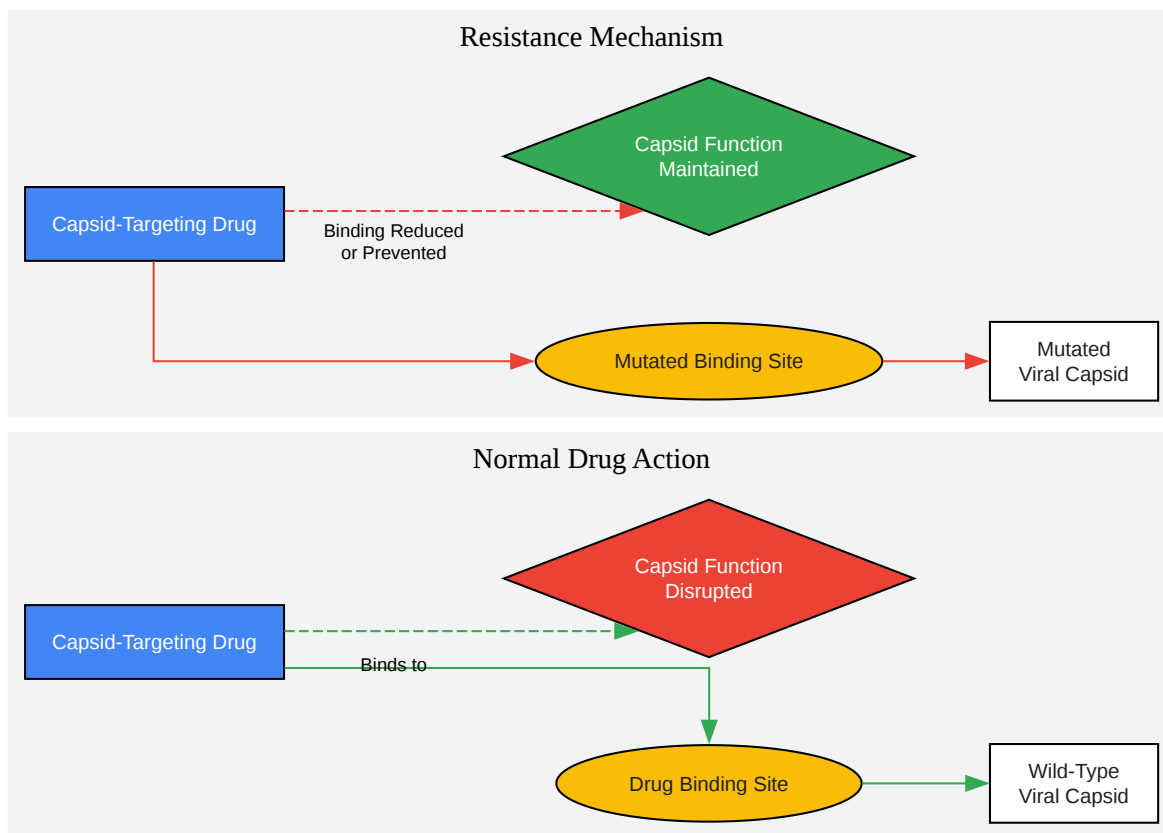 Resistance Mechanism
Capsid Function
Maintained
Capsid-Targeting Drug
Binding Reduced
or Prevented
Mutated Binding Site
Mutated
Viral Capsid
Normal Drug Action
Capsid Function
Disrupted
Capsid-Targeting Drug
Binds to
Drug Binding Site
Wild-Type
Viral Capsid